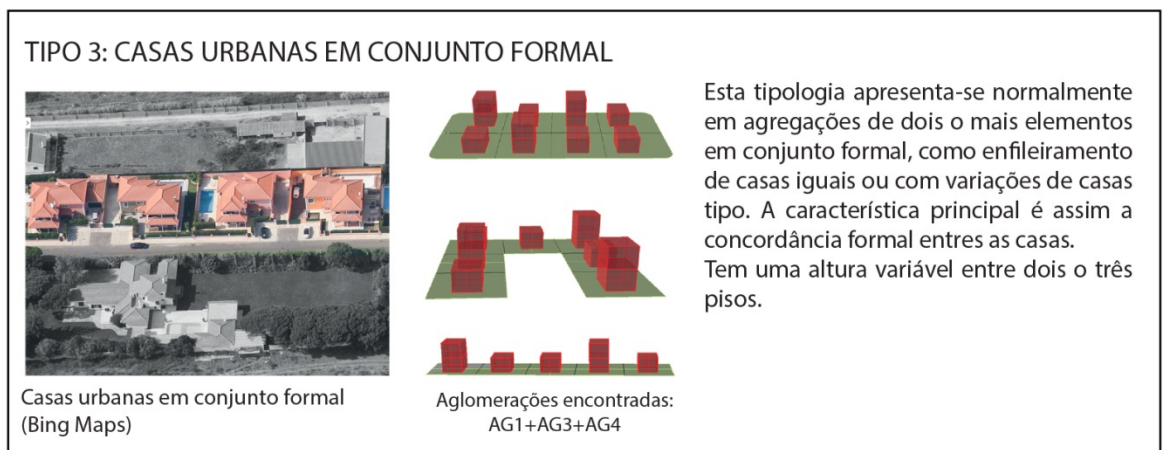 TIPO 3: CASAS URBANAS EM CONJUNTO FORMAL
Casas urbanas em conjunto formal
(Bing Maps)
Aglomerações encontradas:
AG1+AG3+AG4
Esta tipologia apresenta-se normalmente
em agregações de dois o mais elementos
em conjunto formal, como enfileiramento
de casas iguais ou com variações de casas
tipo. A característica principal é assim a
concordância formal entres as casas.
Tem uma altura variável entre dois o três
pisos.